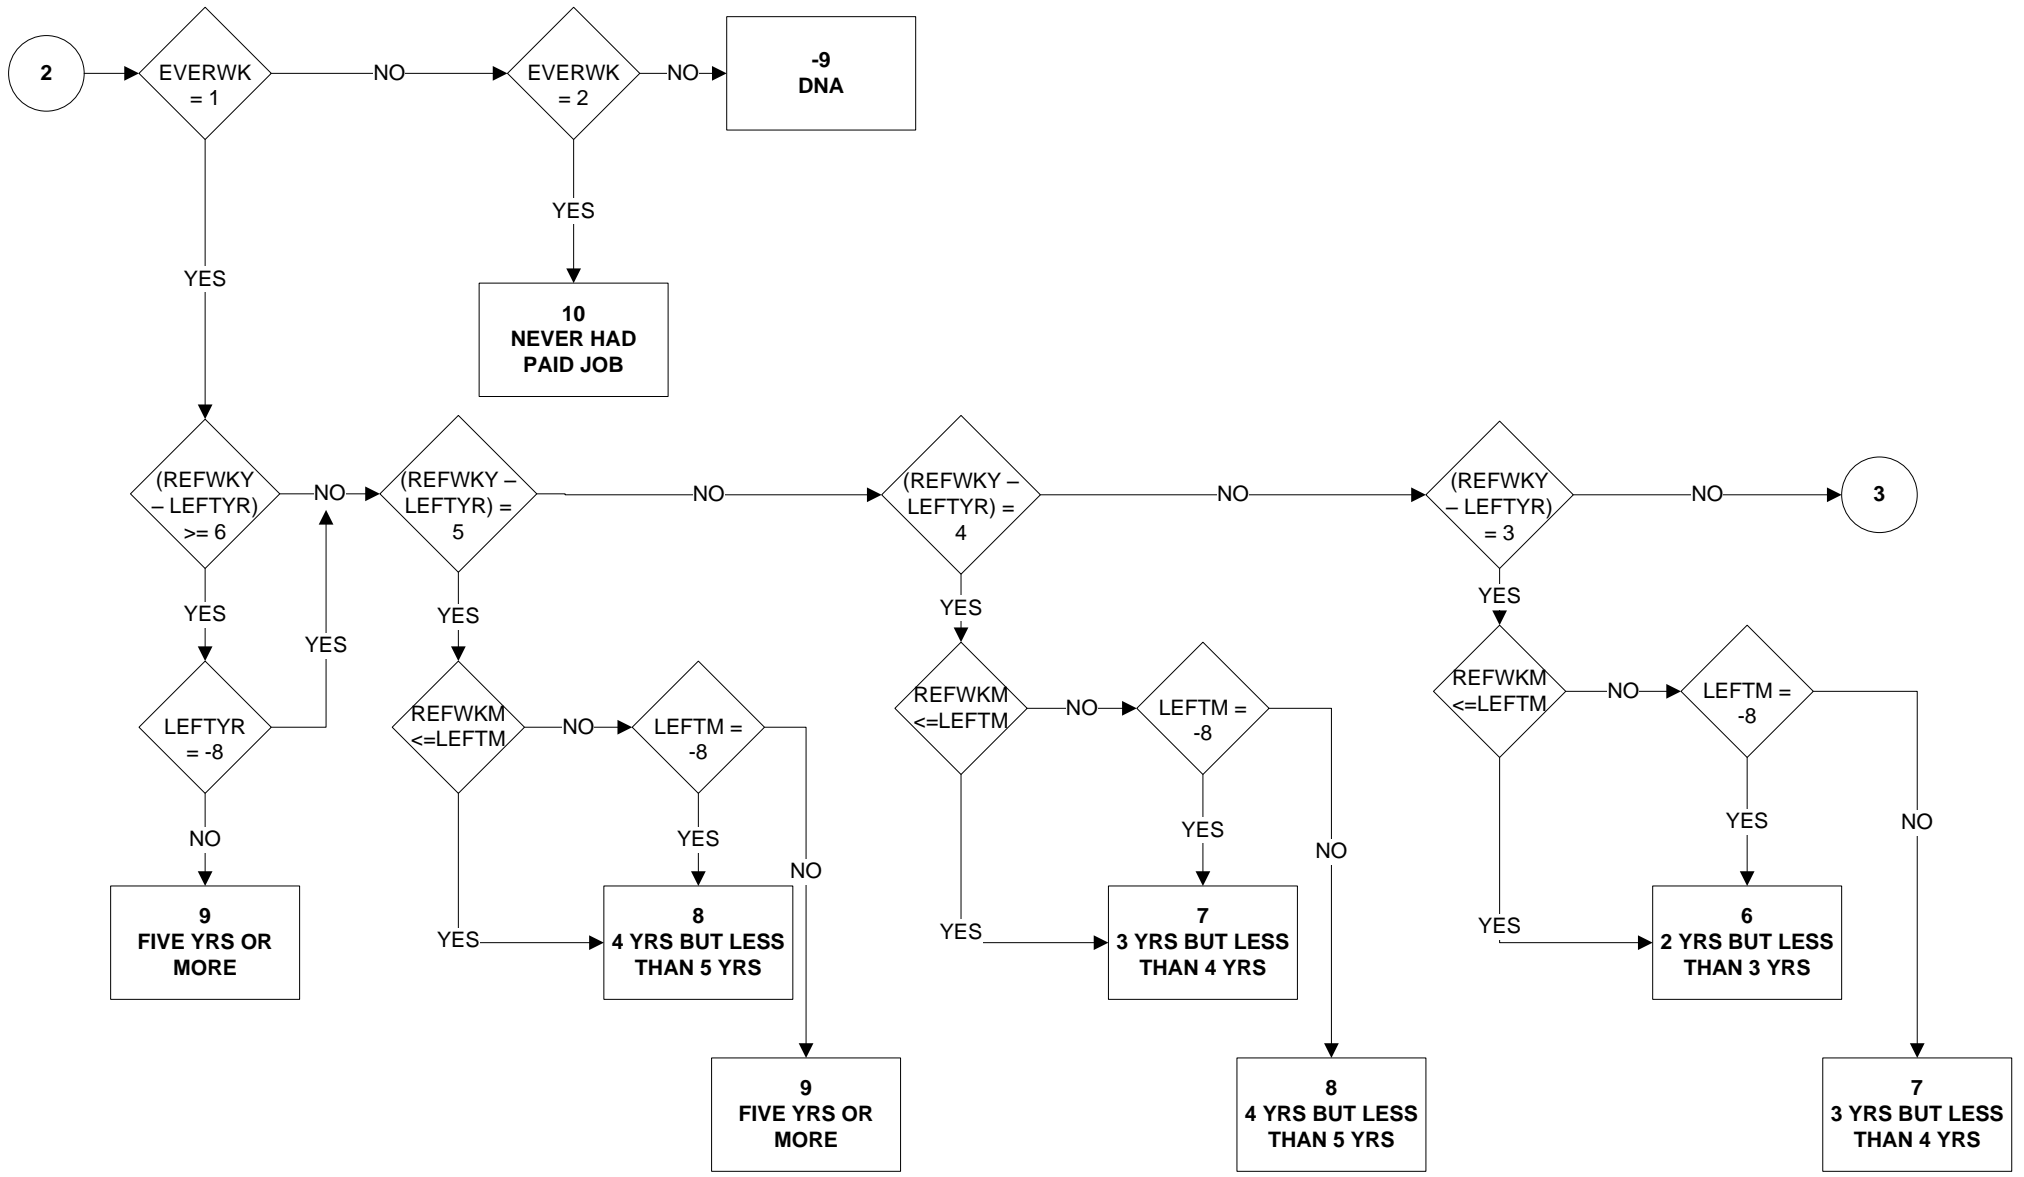 2
EVERWK
= 1
NO
EVERWK
= 2
NO
-9
DNA
YES
YES
10
NEVER HAD
PAID JOB
(REFWKY
– LEFTYR)
>= 6
NO
(REFWKY –
LEFTYR) =
5
NO
(REFWKY –
LEFTYR) =
4
NO
(REFWKY
– LEFTYR)
= 3
NO
3
YES
YES
YES
YES
YES
LEFTYR
= -8
REFWKM
<=LEFTM
NO
LEFTM =
-8
REFWKM
<=LEFTM
NO
LEFTM =
-8
REFWKM
<=LEFTM
NO
LEFTM =
-8
NO
YES
NO
YES
NO
YES
NO
YES
YES
YES
9
FIVE YRS OR
MORE
8
4 YRS BUT LESS
THAN 5 YRS
7
3 YRS BUT LESS
THAN 4 YRS
6
2 YRS BUT LESS
THAN 3 YRS
9
FIVE YRS OR
MORE
8
4 YRS BUT LESS
THAN 5 YRS
7
3 YRS BUT LESS
THAN 4 YRS